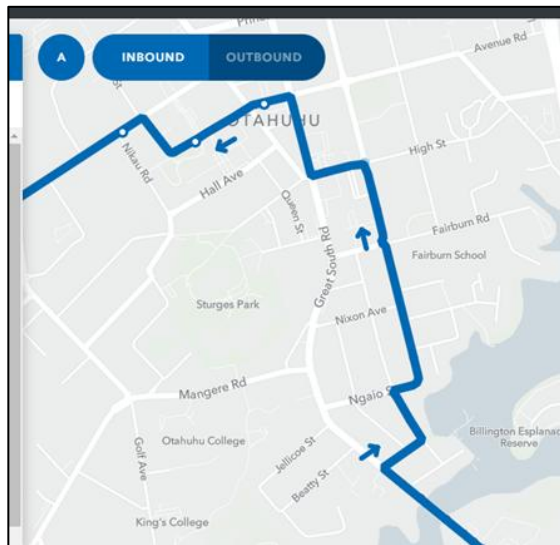 A
INBOUND
OUTBOUND
Avenue Rd
OTAHUHU
High St
Nikau Rd
Hall Ave
Queen St
Great South Rd
Fairburn Rd
Fairburn School
Sturges Park
Nixon Ave
Mangere Rd
Ngaio S
Golf Ave
Otahuhu College
Jellicoe St
Billington Esplanad
Reserve
Beatty St
King's College